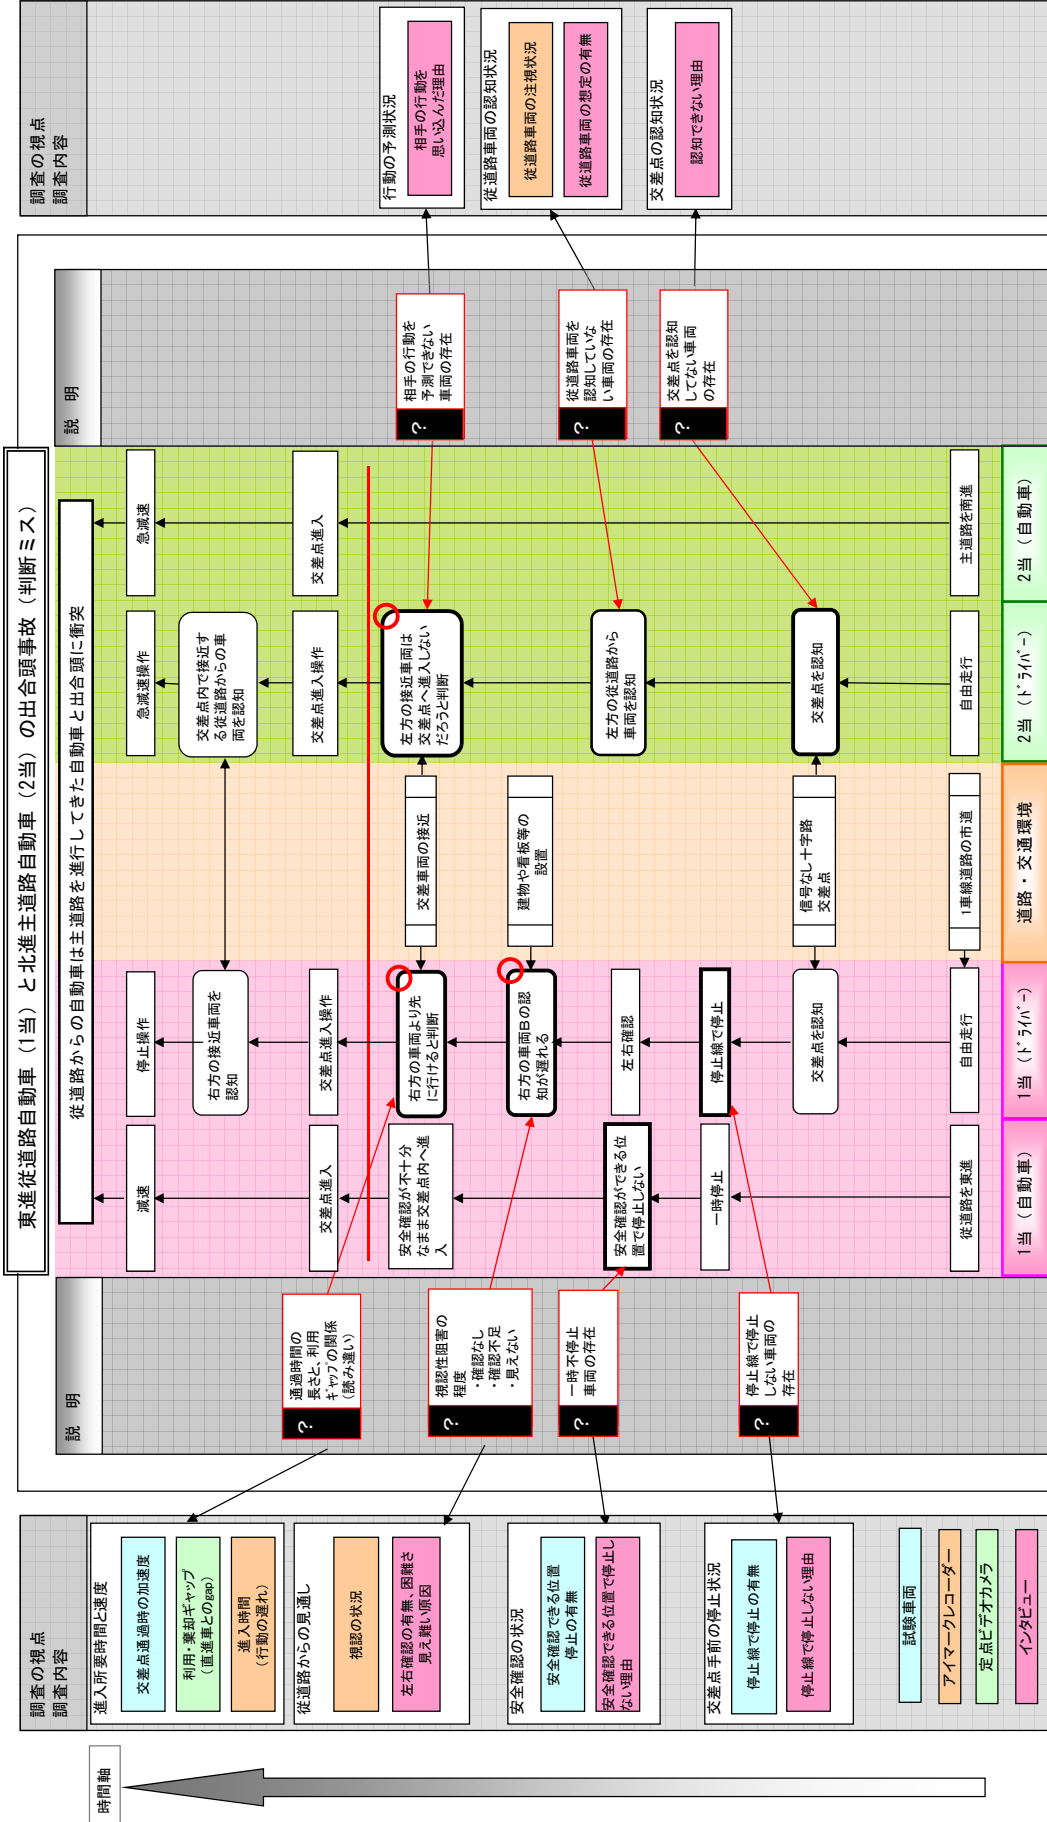 東進従道路自動車（1当）と北進主道路自動車（2当）の出合頭事故（判断ミス）
時間軸
調査の視点
調査内容
進入所要時間と速度
交差点通過時の加速度
利用・棄却ギャップ
（直進車とのgap）
進入時間
（行動の遅れ）
従道路からの見通し
視認の状況
左右確認の有無、困難さ
見え難い原因
安全確認の状況
安全確認できる位置
停止の有無
安全確認できる位置で停止し
ない理由
交差点手前の停止状況
停止線で停止の有無
停止線で停止しない理由
試験車両
アイマークレコーダー
定点ビデオカメラ
インタビュー
説　明
？
通過時間の
長さと、利用
ギャップの関係
（読み違い）
？
視認性阻害の
程度
・確認なし
・確認不足
・見えない
？
一時不停止
車両の存在
？
停止線で停止
しない車両の
存在
従道路からの自動車は主道路を進行してきた自動車と出合頭に衝突
減速
交差点進入
安全確認が不十分
なまま交差点内へ進
入
安全確認ができる位
置で停止しない
一時停止
従道路を東進
1当（自動車）
停止操作
右方の接近車両を
認知
交差点進入操作
右方の車両より先
に行けると判断
右方の車両Bの認
知が遅れる
左右確認
停止線で停止
交差点を認知
自由走行
1当（ドライバー）
交差車両の接近
建物や看板等の
設置
信号なし十字路
交差点
1車線道路の市道
道路・交通環境
急減速操作
交差点内で接近す
る従道路からの車
両を認知
交差点進入操作
左方の接近車両は
交差点へ進入しない
だろうと判断
左方の従道路から
車両を認知
交差点を認知
自由走行
2当（ドライバー）
急減速
交差点進入
主道路を南進
2当（自動車）
説　明
？
相手の行動を
予測できない
車両の存在
？
従道路車両を
認知していな
い車両の存在
？
交差点を認知
してない車両
の存在
調査の視点
調査内容
行動の予測状況
相手の行動を
思い込んだ理由
従道路車両の認知状況
従道路車両の注視状況
従道路車両の想定の有無
交差点の認知状況
認知できない理由